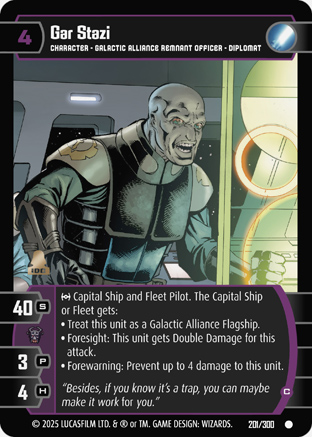 4
Gar Stazi
CHARACTER - GALACTIC ALLIANCE REMNANT OFFICER - DIPLOMAT
IDC
40 S
Capital Ship and Fleet Pilot. The Capital Ship
or Fleet gets:
• Treat this unit as a Galactic Alliance Flagship.
• Foresight: This unit gets Double Damage for this
attack.
3 P
• Forewarning: Prevent up to 4 damage to this unit.
4 H
“Besides, if you know it’s a trap, you can maybe
make it work for you.”
C
© 2025 LUCASFILM LTD. & ® or TM. GAME DESIGN: WIZARDS.
201/300